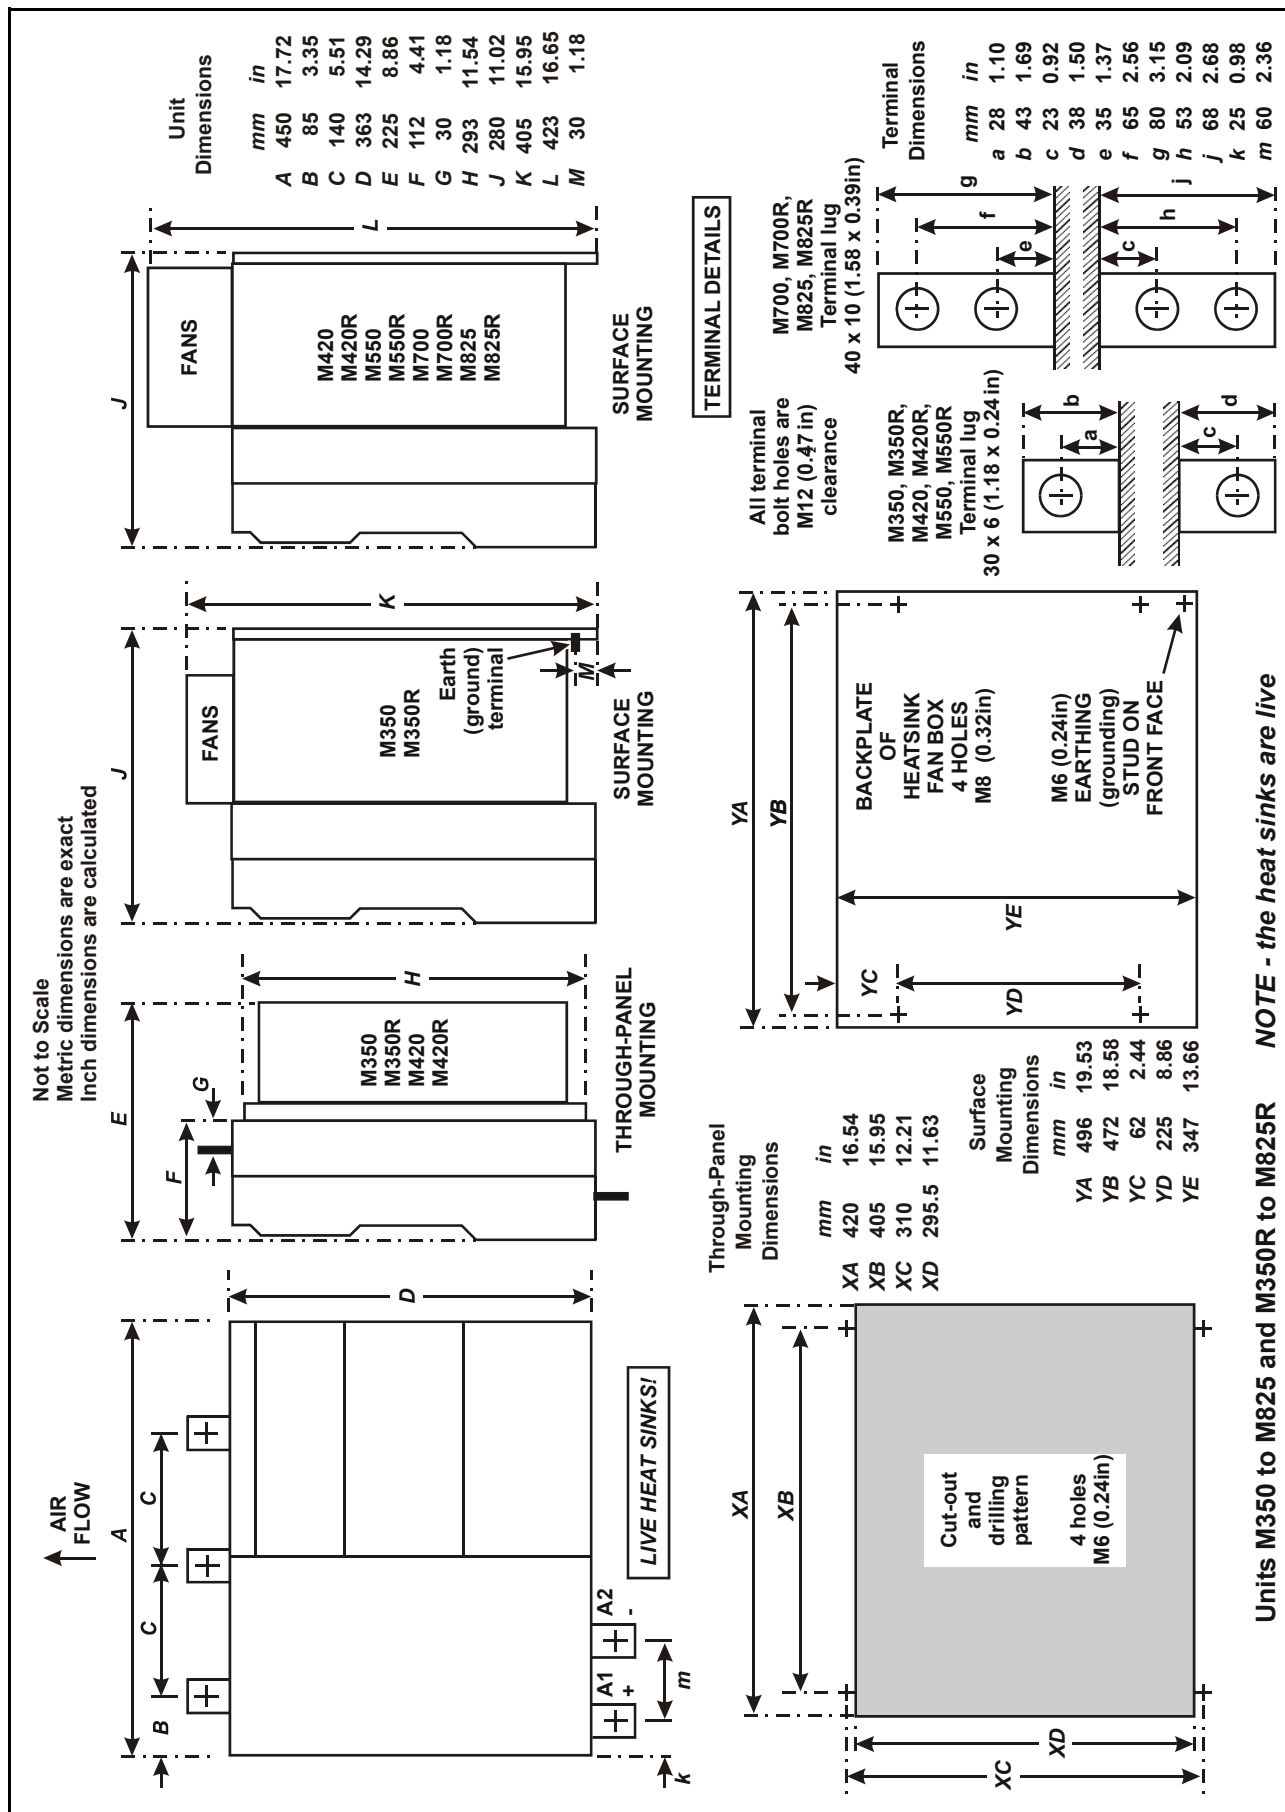 Not to Scale
Metric dimensions are exact
Inch dimensions are calculated
AIR
FLOW
A
B
C
C
D
A1
+
A2
-
k
m
LIVE HEAT SINKS!
E
F
G
H
M350
M350R
M420
M420R
THROUGH-PANEL
MOUNTING
J
K
FANS
M350
M350R
Earth
(ground)
terminal
M
SURFACE
MOUNTING
J
L
FANS
M420
M420R
M550
M550R
M700
M700R
M825
M825R
SURFACE
MOUNTING
Unit
Dimensions
mm in
A 450 17.72
B 85 3.35
C 140 5.51
D 363 14.29
E 225 8.86
F 112 4.41
G 30 1.18
H 293 11.54
J 280 11.02
K 405 15.95
L 423 16.65
M 30 1.18
XA
XB
XC
XD
Cut-out
and
drilling
pattern
4 holes
M6 (0.24in)
Through-Panel
Mounting
Dimensions
mm in
XA 420 16.54
XB 405 15.95
XC 310 12.21
XD 295.5 11.63
Surface
Mounting
Dimensions
mm in
YA 496 19.53
YB 472 18.58
YC 62 2.44
YD 225 8.86
YE 347 13.66
YA
YB
YC
YD
YE
BACKPLATE
OF
HEATSINK
FAN BOX
4 HOLES
M8 (0.32in)
M6 (0.24in)
EARTHING
(grounding)
STUD ON
FRONT FACE
TERMINAL DETAILS
All terminal
bolt holes are
M12 (0.47 in)
clearance
M350, M350R,
M420, M420R,
M550, M550R
Terminal lug
30 x 6 (1.18 x 0.24 in)
a
b
c
d
M700, M700R,
M825, M825R
Terminal lug
40 x 10 (1.58 x 0.39in)
e
f
g
c
h
j
Terminal
Dimensions
mm in
a 28 1.10
b 43 1.69
c 23 0.92
d 38 1.50
e 35 1.37
f 65 2.56
g 80 3.15
h 53 2.09
j 68 2.68
k 25 0.98
m 60 2.36
Units M350 to M825 and M350R to M825R NOTE - the heat sinks are live